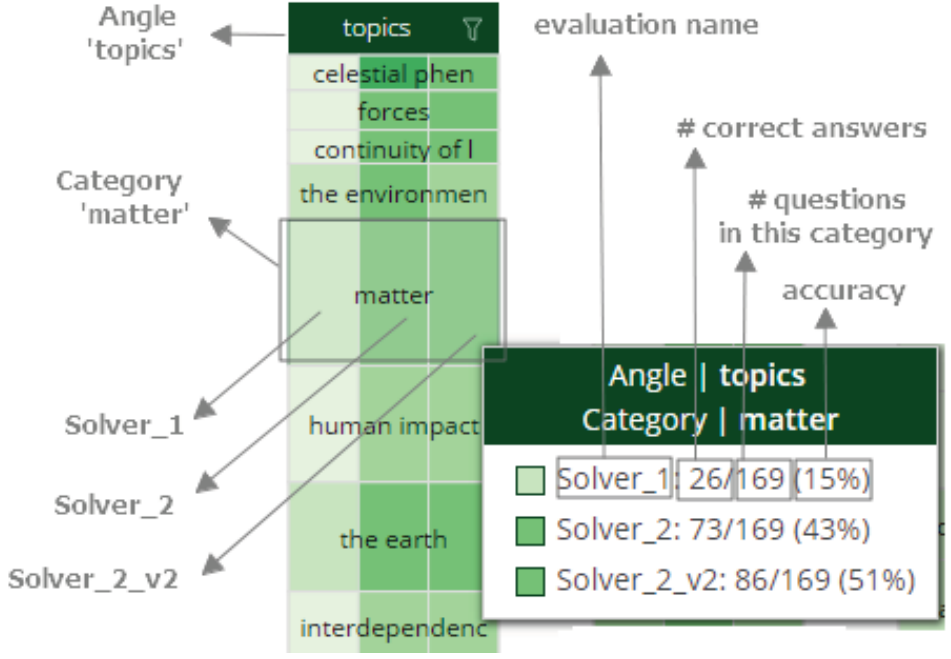 Angle
'topics'
topics
evaluation name
celestial phen
forces
# correct answers
continuity of l
Category
'matter'
the environmen
# questions
in this category
matter
accuracy
Angle | topics
Category | matter
Solver_1
human impact
Solver_1: 26/169 (15%)
Solver_2
Solver_2: 73/169 (43%)
the earth
Solver_2_v2
Solver_2_v2: 86/169 (51%)
interdependenc